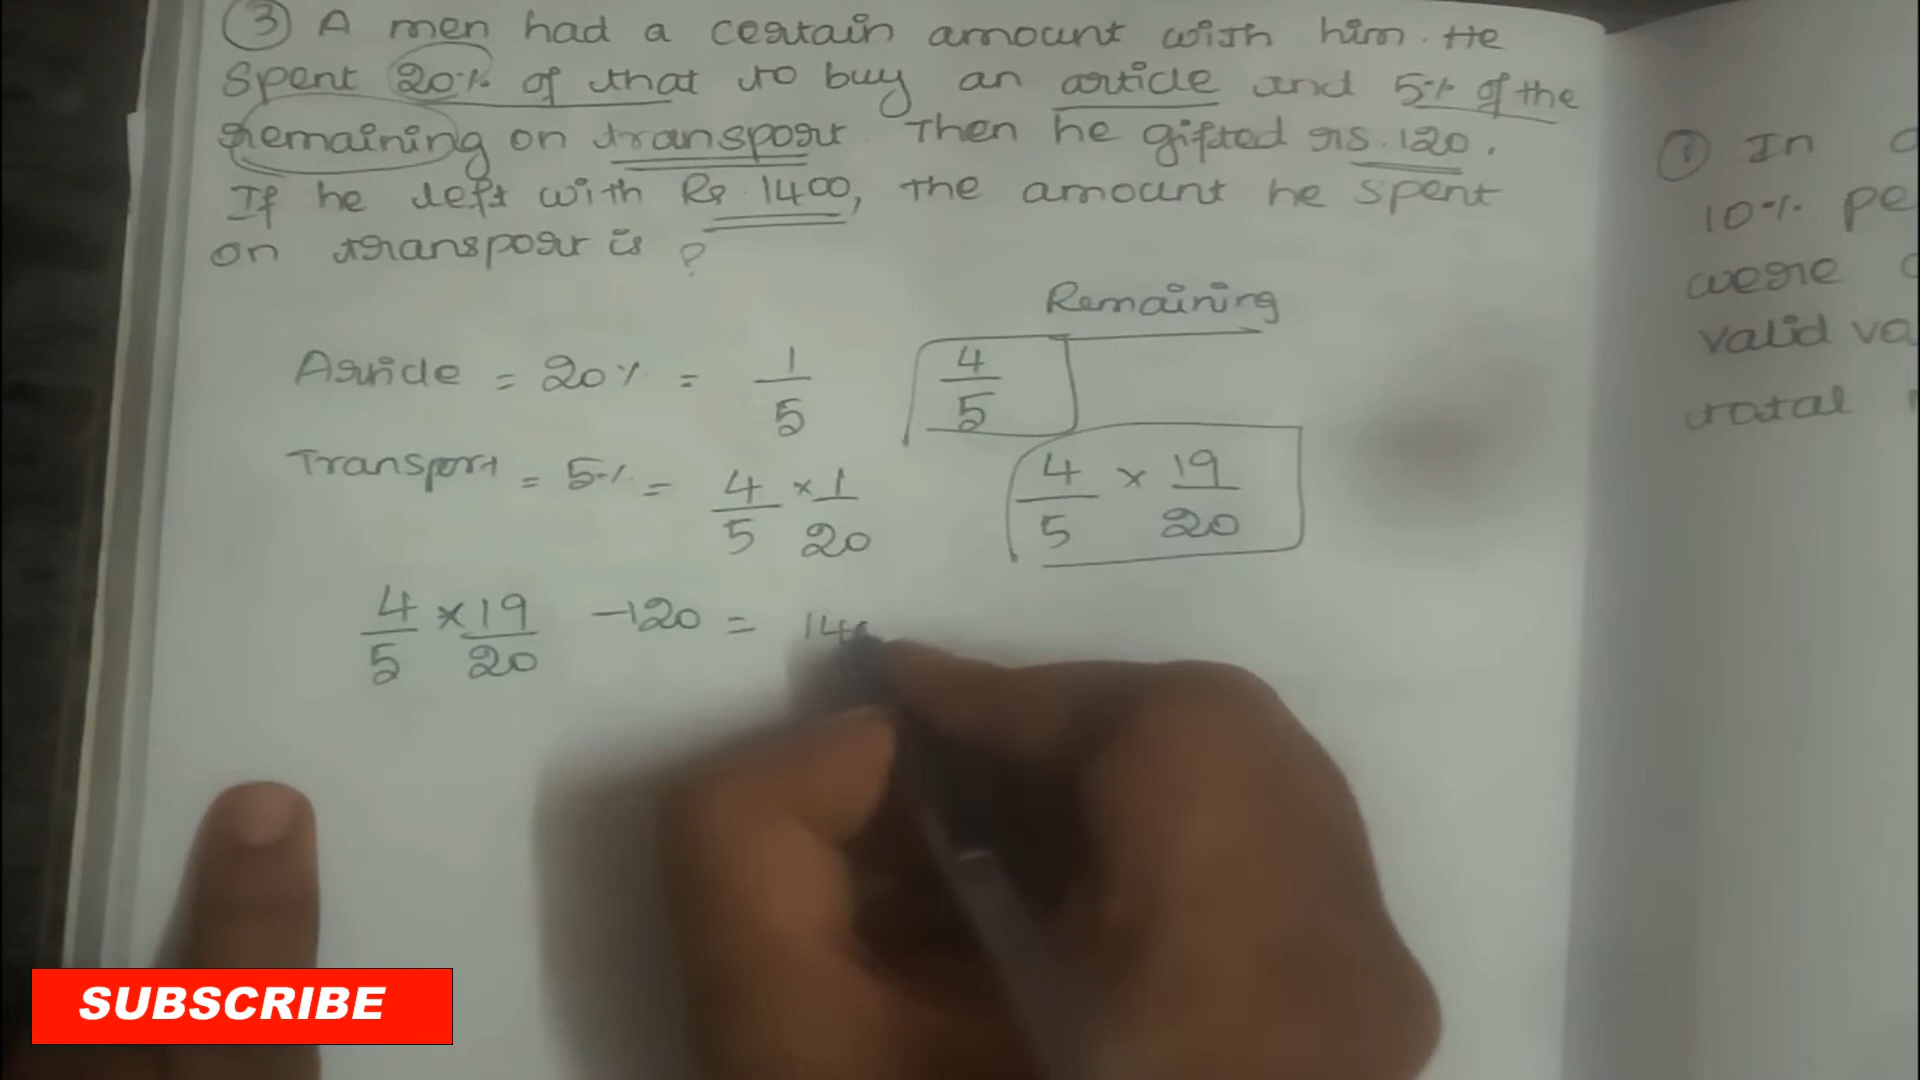 ③ A men had a certain amount with him. He
spent 20% of that to buy an article and 5% of the
remaining on transport. Then he gifted rs. 120.
If he left with Rs. 1400, the amount he spent
on transport is ?
Remaining
Article = 20% = 1/5 4/5
Transport = 5% = 4/5 × 1/20 4/5 × 19/20
4/5 × 19/20 - 120 =
① In
10%
were
valid
total
SUBSCRIBE